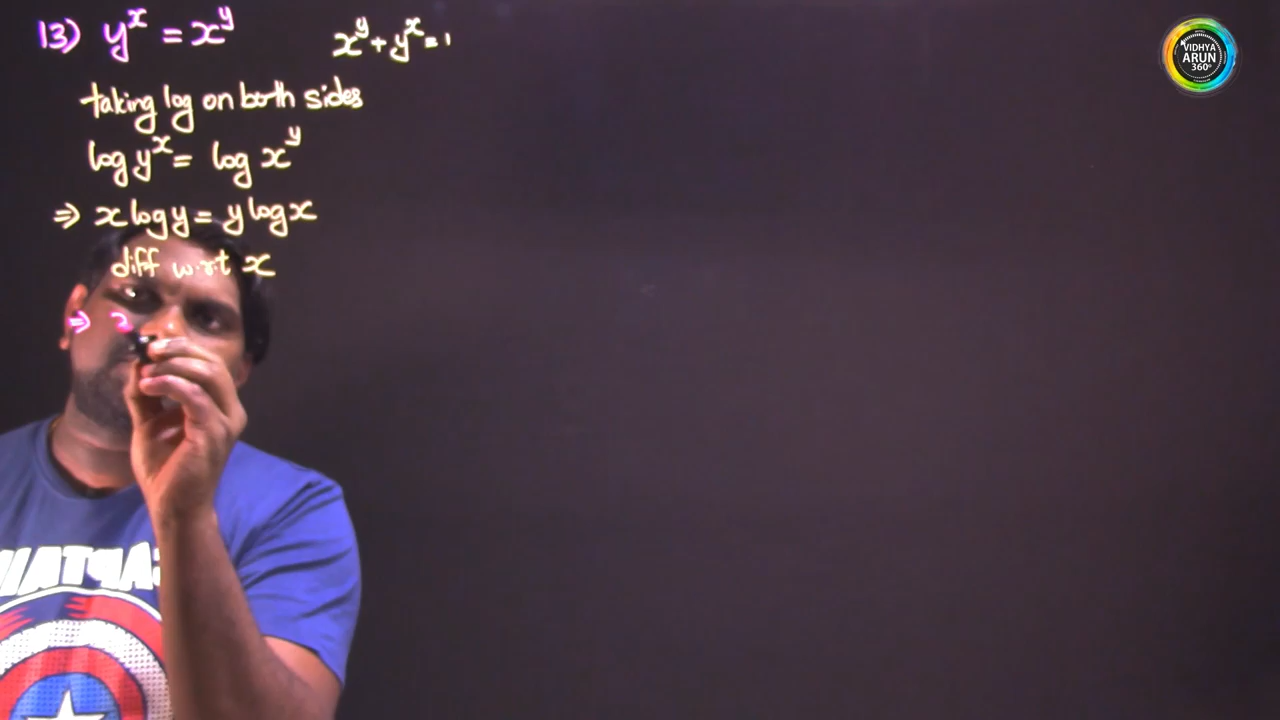 13) y^x = x^y
x^y + y^x = 1
taking log on both sides
log y^x = log x^y
⇒ x log y = y log x
diff w.r.t x
⇒
VIDHYA
ARUN
360°